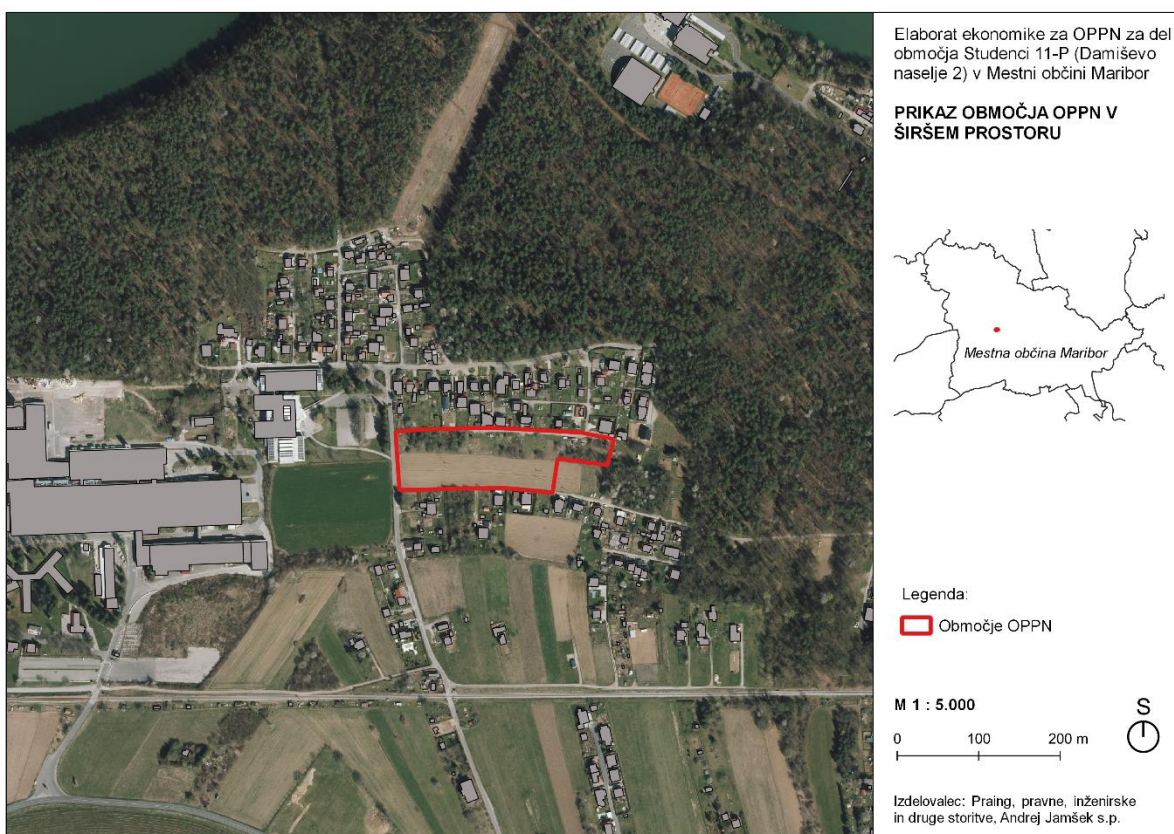 Elaborat ekonomike za OPPN za del
območja Studenci 11-P (Damiševo
naselje 2) v Mestni občini Maribor
PRIKAZ OBMOČJA OPPN V
ŠIRŠEM PROSTORU
Mestna občina Maribor
Legenda:
Območje OPPN
M 1 : 5.000
S
0 100 200 m
Izdelovalec: Praing, pravne, inženirske
in druge storitve, Andrej Jamšek s.p.